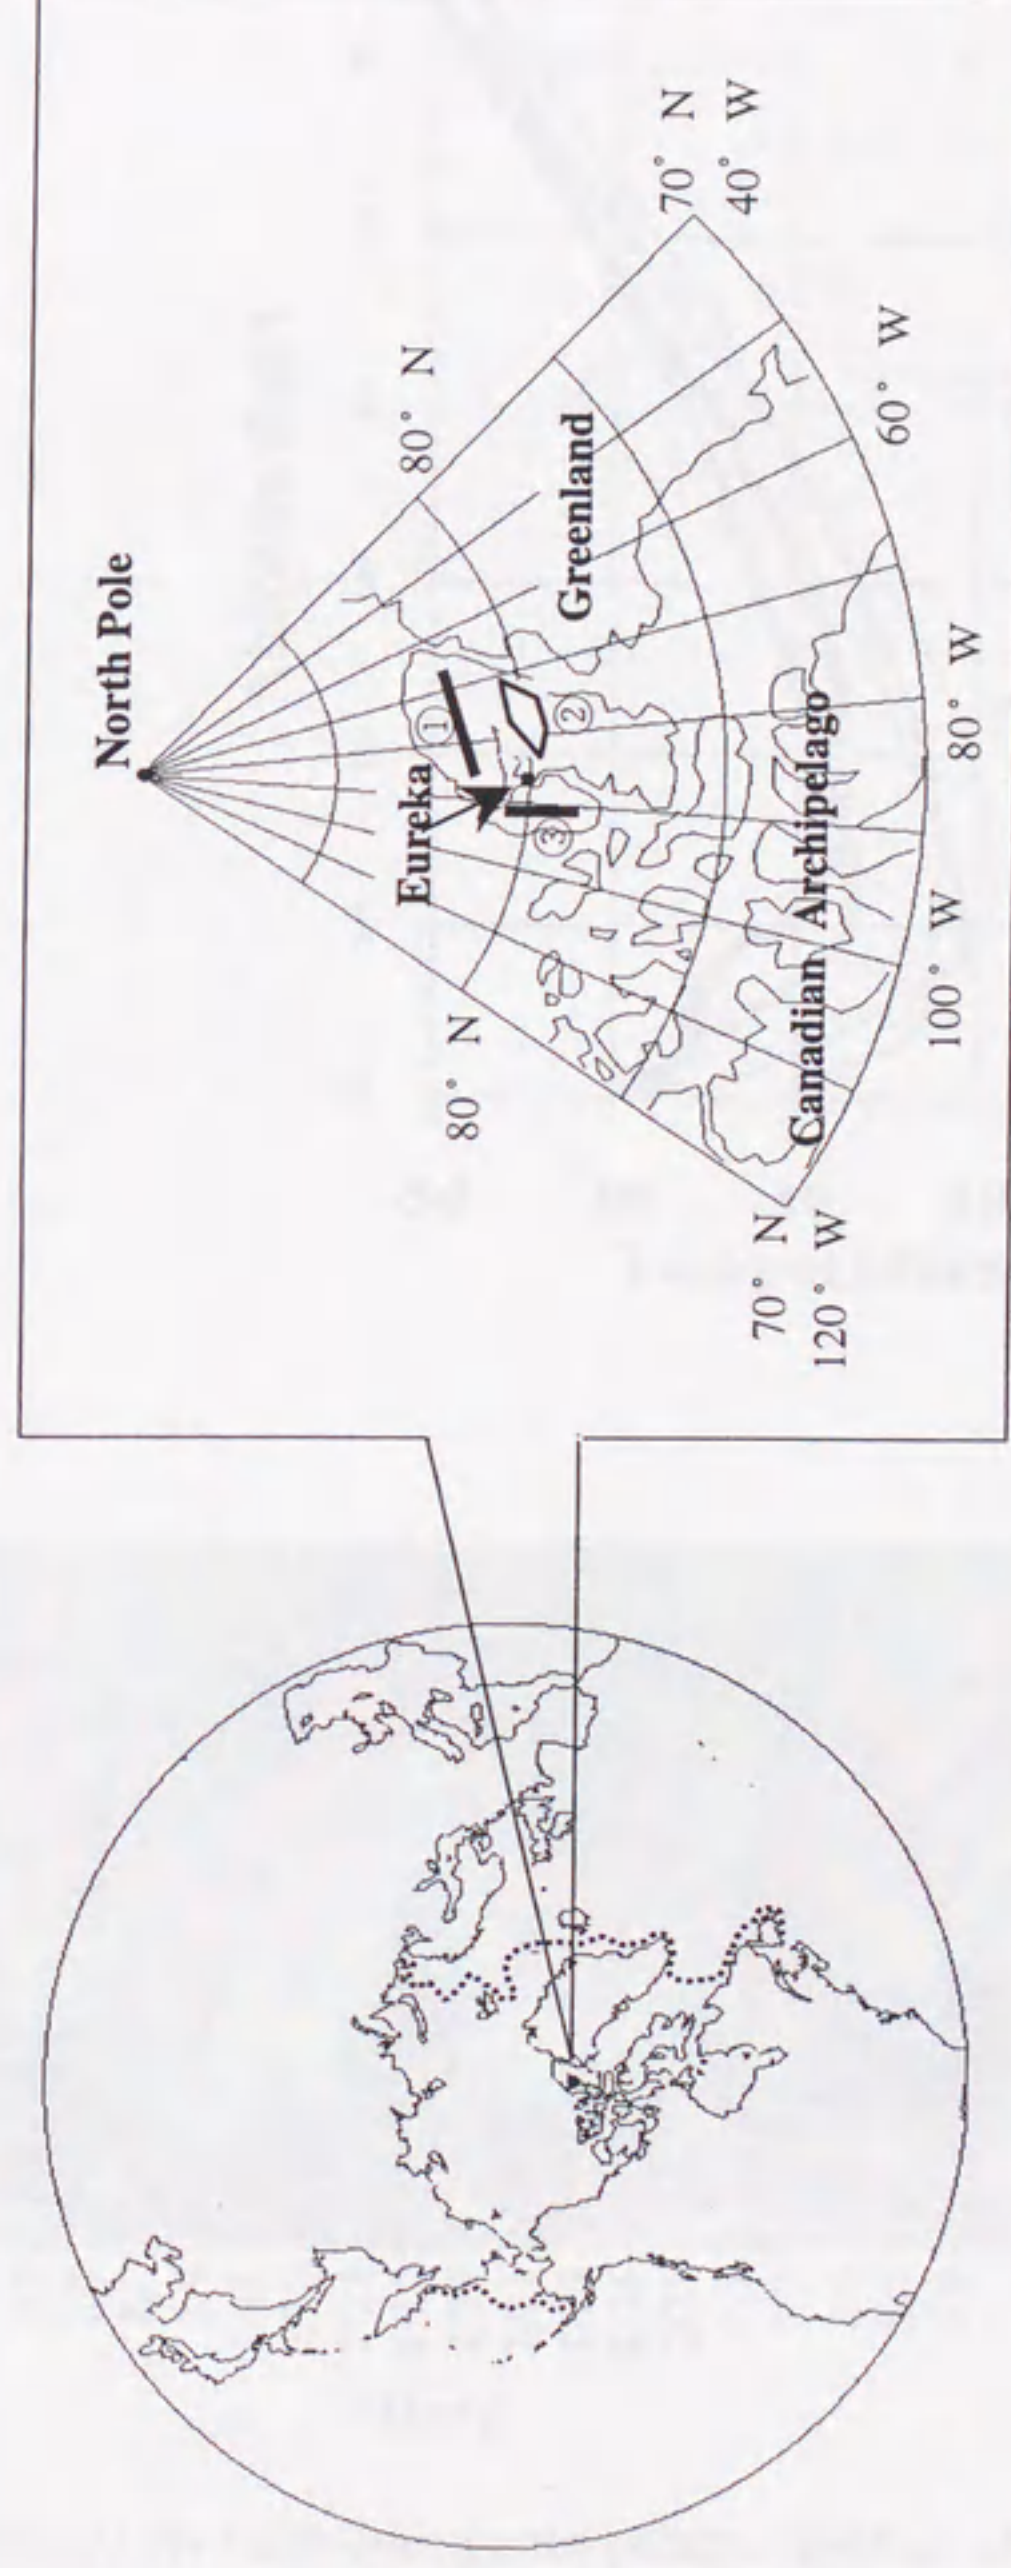 North Pole
80° N
70° N
40° W
Greenland
①
Eureka
②
③
60° W
80° W
80° N
Canadian Archipelago
100° W
70° N
120° W